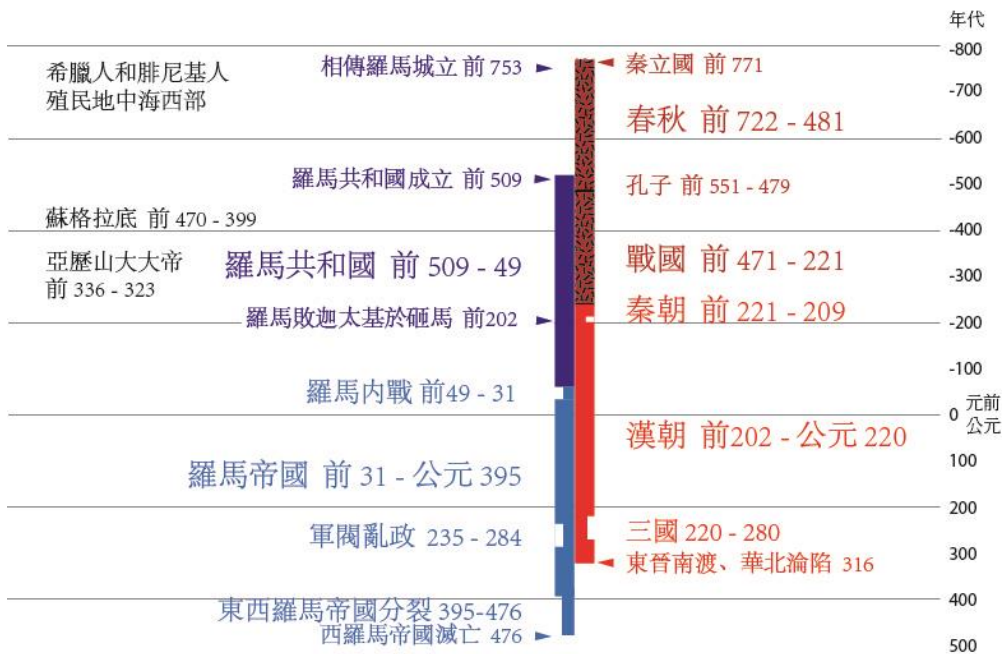 年代
-800
希臘人和腓尼基人
殖民地中海西部
相傳羅馬城立 前 753
秦立國 前 771
-700
春秋 前 722 - 481
-600
羅馬共和國成立 前 509
孔子 前 551 - 479
-500
蘇格拉底 前 470 - 399
-400
亞歷山大大帝
前 336 - 323
羅馬共和國 前 509 - 49
戰國 前 471 - 221
-300
羅馬敗迦太基於砸馬 前202
秦朝 前 221 - 209
-200
-100
羅馬内戰 前49 - 31
0 元前
公元
漢朝 前202 - 公元 220
100
羅馬帝國 前 31 - 公元 395
200
軍閥亂政 235 - 284
三國 220 - 280
300
東晉南渡、華北淪陷 316
400
東西羅馬帝國分裂 395-476
西羅馬帝國滅亡 476
500